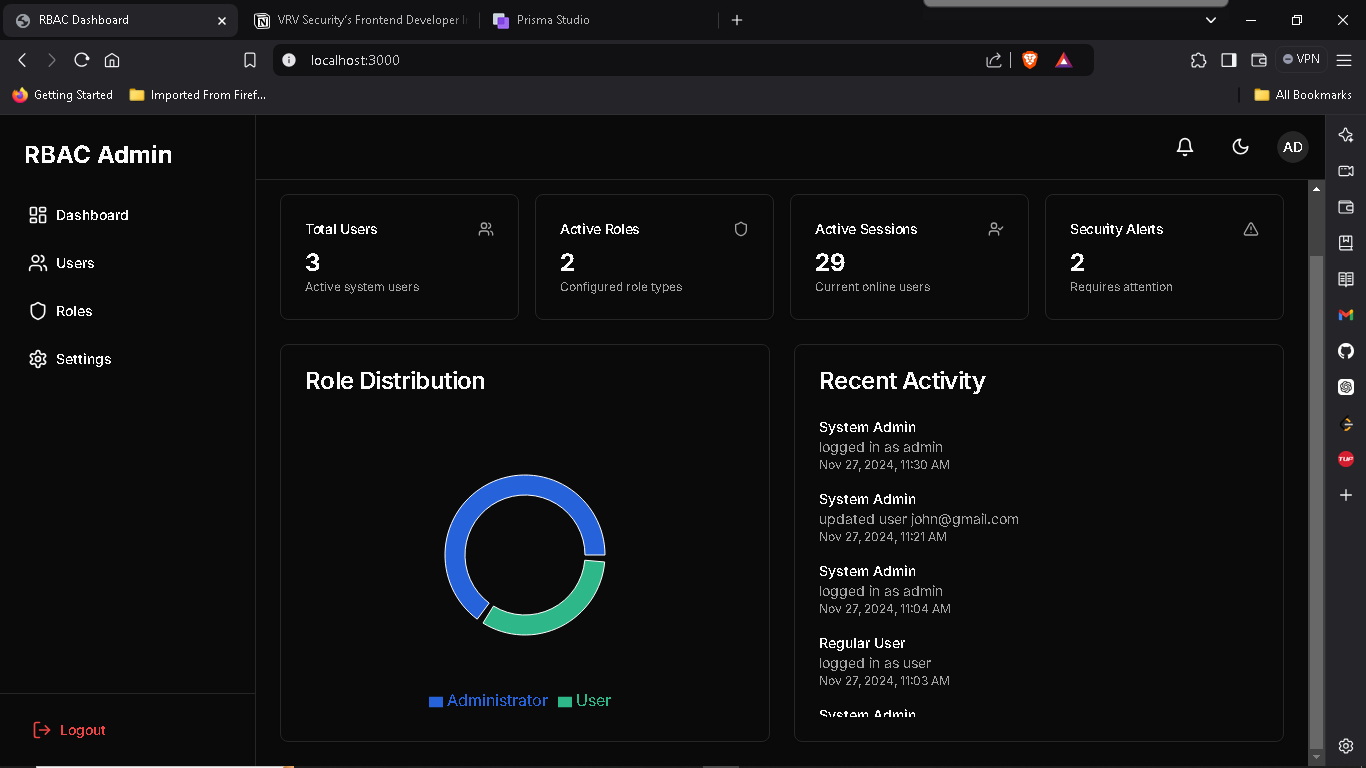 RBAC Dashboard
VRV Security's Frontend Developer I
Prisma Studio
localhost:3000
VPN
Getting Started
Imported From Firef...
All Bookmarks
RBAC Admin
AD
Dashboard
Users
Roles
Settings
Logout
Total Users
3
Active system users
Active Roles
2
Configured role types
Active Sessions
29
Current online users
Security Alerts
2
Requires attention
Role Distribution
Administrator
User
Recent Activity
System Admin
logged in as admin
Nov 27, 2024, 11:30 AM
System Admin
updated user john@gmail.com
Nov 27, 2024, 11:21 AM
System Admin
logged in as admin
Nov 27, 2024, 11:04 AM
Regular User
logged in as user
Nov 27, 2024, 11:03 AM
System Admin
TUF